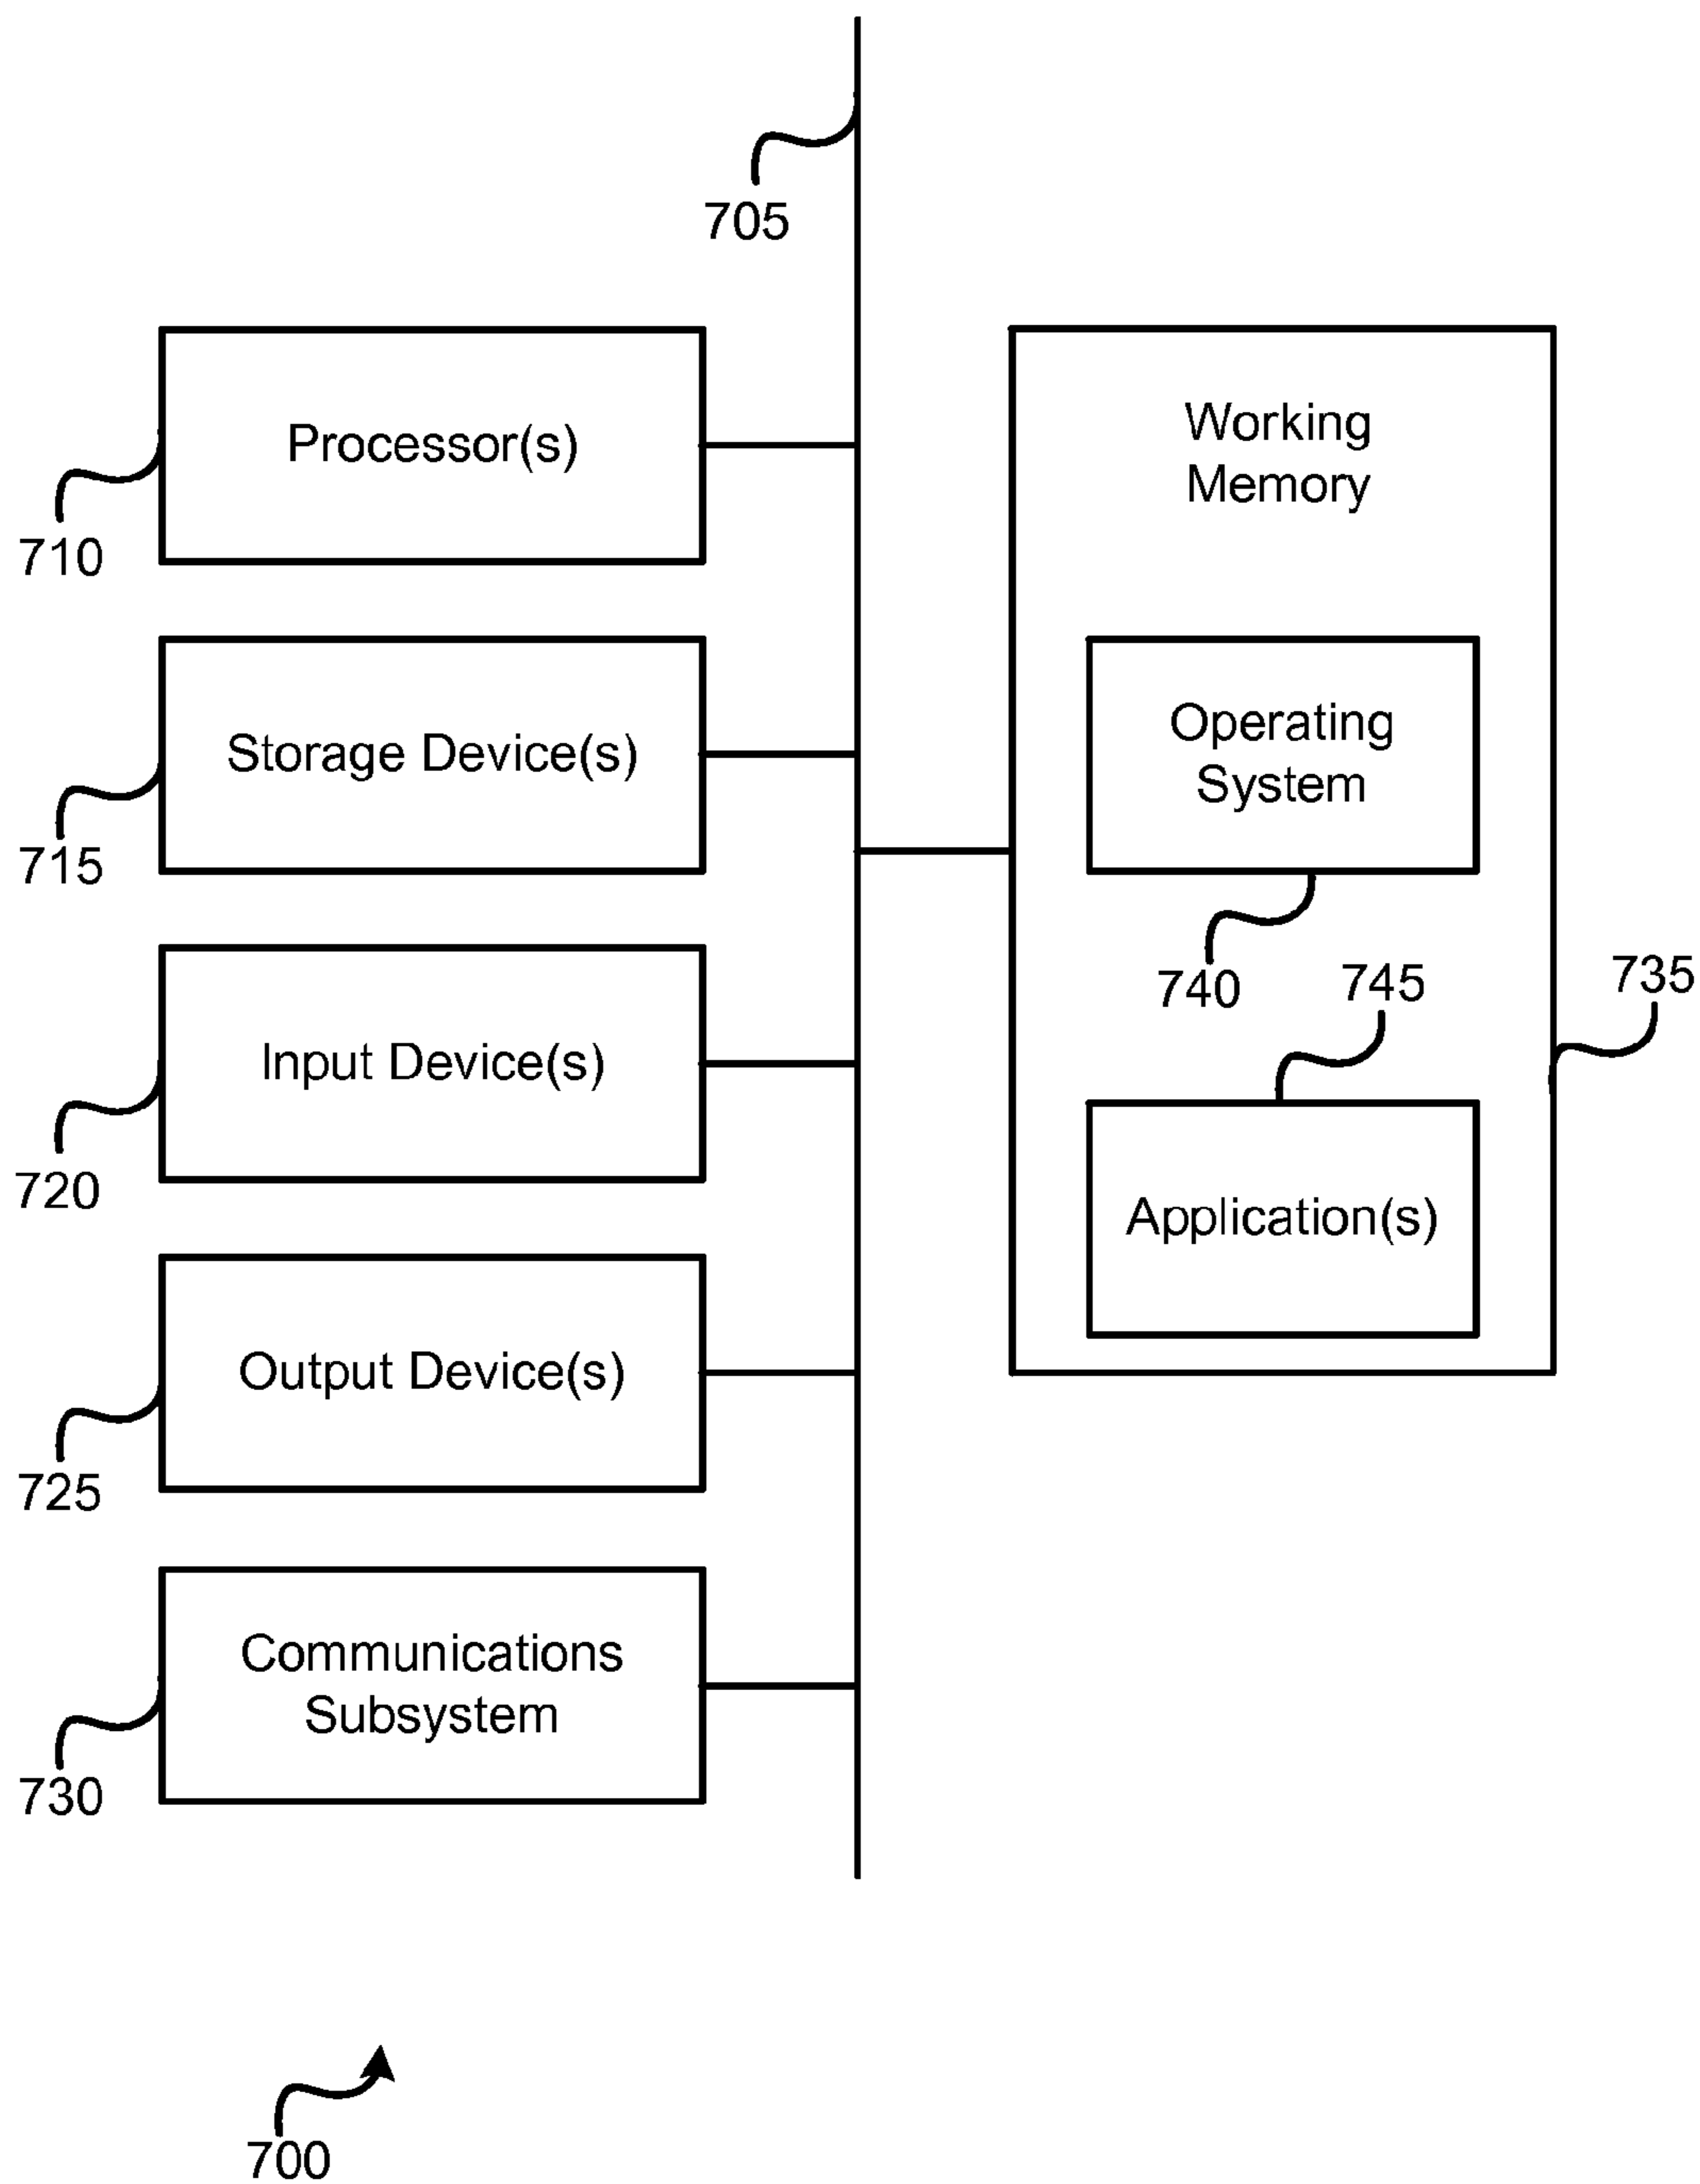 705
Processor(s)
710
Storage Device(s)
715
Input Device(s)
720
Output Device(s)
725
Communications
Subsystem
730
Working
Memory
Operating
System
740
745
735
Application(s)
700